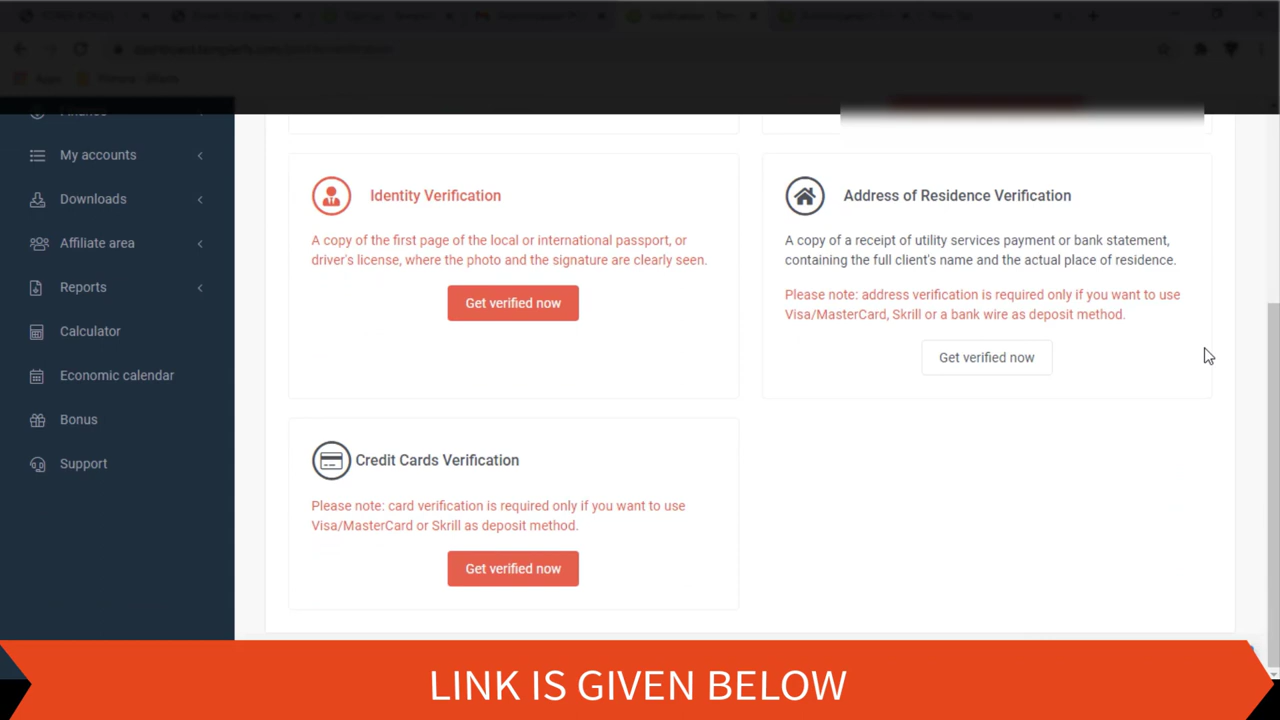 My accounts
Downloads
Affiliate area
Reports
Calculator
Economic calendar
Bonus
Support
Identity Verification
A copy of the first page of the local or international passport, or
driver's license, where the photo and the signature are clearly seen.
Get verified now
Address of Residence Verification
A copy of a receipt of utility services payment or bank statement,
containing the full client's name and the actual place of residence.
Please note: address verification is required only if you want to use
Visa/MasterCard, Skrill or a bank wire as deposit method.
Get verified now
Credit Cards Verification
Please note: card verification is required only if you want to use
Visa/MasterCard or Skrill as deposit method.
Get verified now
LINK IS GIVEN BELOW